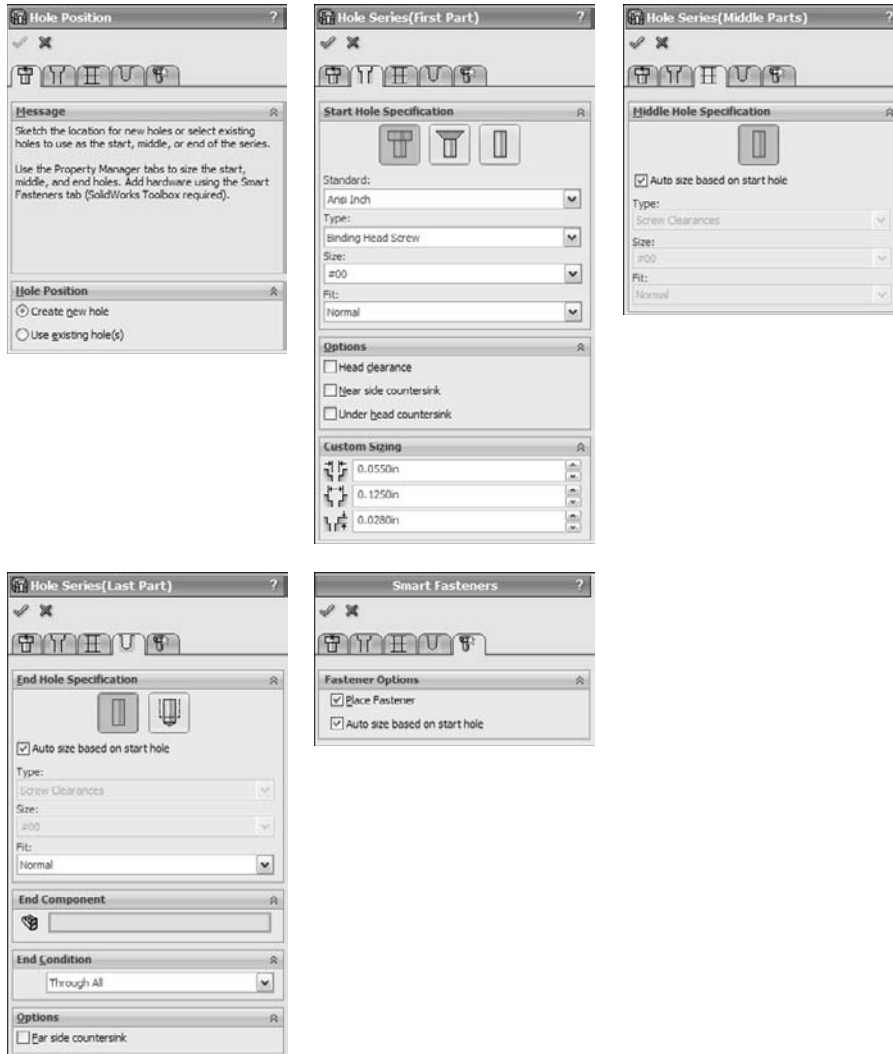 Hole Position ?
Message
Sketch the location for new holes or select existing
holes to use as the start, middle, or end of the series.
Use the Property Manager tabs to size the start,
middle, and end holes. Add hardware using the Smart
Fasteners tab (SolidWorks Toolbox required).
Hole Position
Create new hole
Use existing hole(s)
Hole Series(First Part) ?
Start Hole Specification
Standard:
Ansi Inch
Type:
Binding Head Screw
Size:
#00
Fit:
Normal
Options
Head clearance
Near side countersink
Under head countersink
Custom Sizing
0.0550in
0.1250in
0.0280in
Hole Series(Middle Parts) ?
Middle Hole Specification
Auto size based on start hole
Type:
Screw Clearances
Size:
#00
Fit:
Normal
Hole Series(Last Part) ?
End Hole Specification
Auto size based on start hole
Type:
Screw Clearances
Size:
#00
Fit:
Normal
End Component
End Condition
Through All
Options
Far side countersink
Smart Fasteners ?
Fastener Options
Place Fastener
Auto size based on start hole